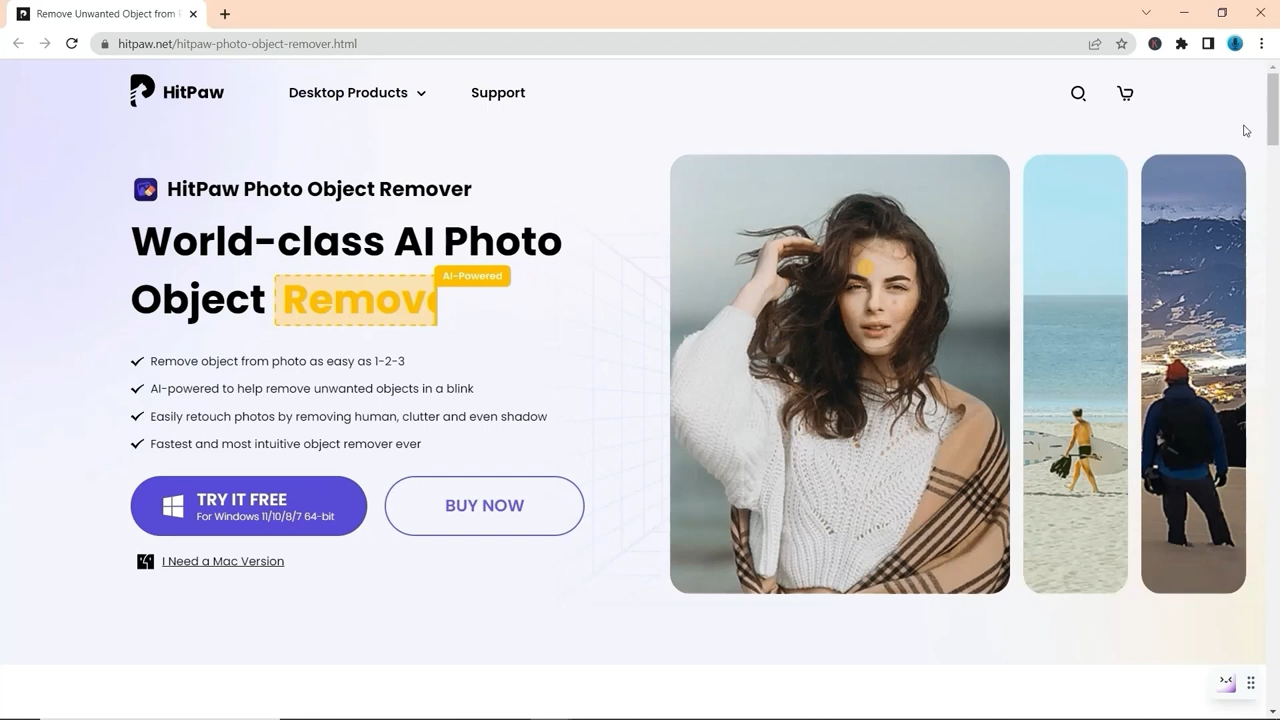 Remove Unwanted Object from
hitpaw.net/hitpaw-photo-object-remover.html
HitPaw
Desktop Products
Support
HitPaw Photo Object Remover
World-class AI Photo
AI-Powered
Object Remove
Remove object from photo as easy as 1-2-3
AI-powered to help remove unwanted objects in a blink
Easily retouch photos by removing human, clutter and even shadow
Fastest and most intuitive object remover ever
TRY IT FREE
For Windows 11/10/8/7 64-bit
BUY NOW
I Need a Mac Version